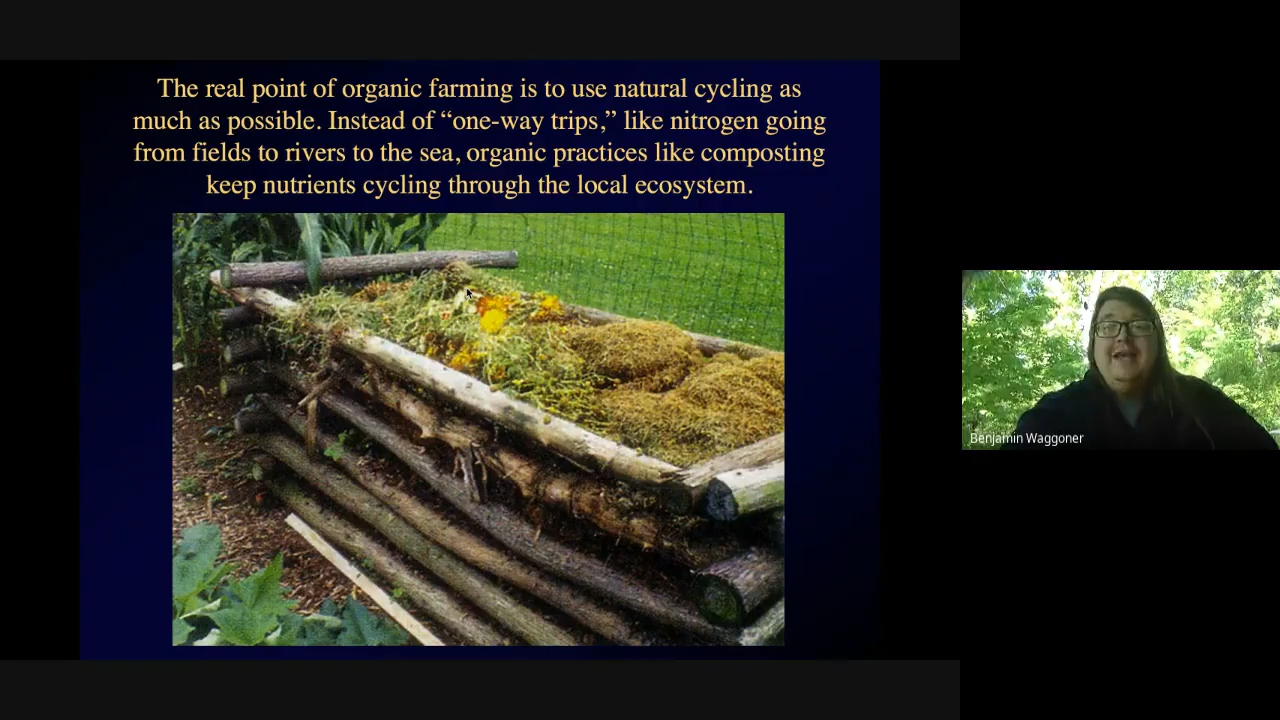 The real point of organic farming is to use natural cycling as
much as possible. Instead of “one-way trips,” like nitrogen going
from fields to rivers to the sea, organic practices like composting
keep nutrients cycling through the local ecosystem.
Benjamin Waggoner